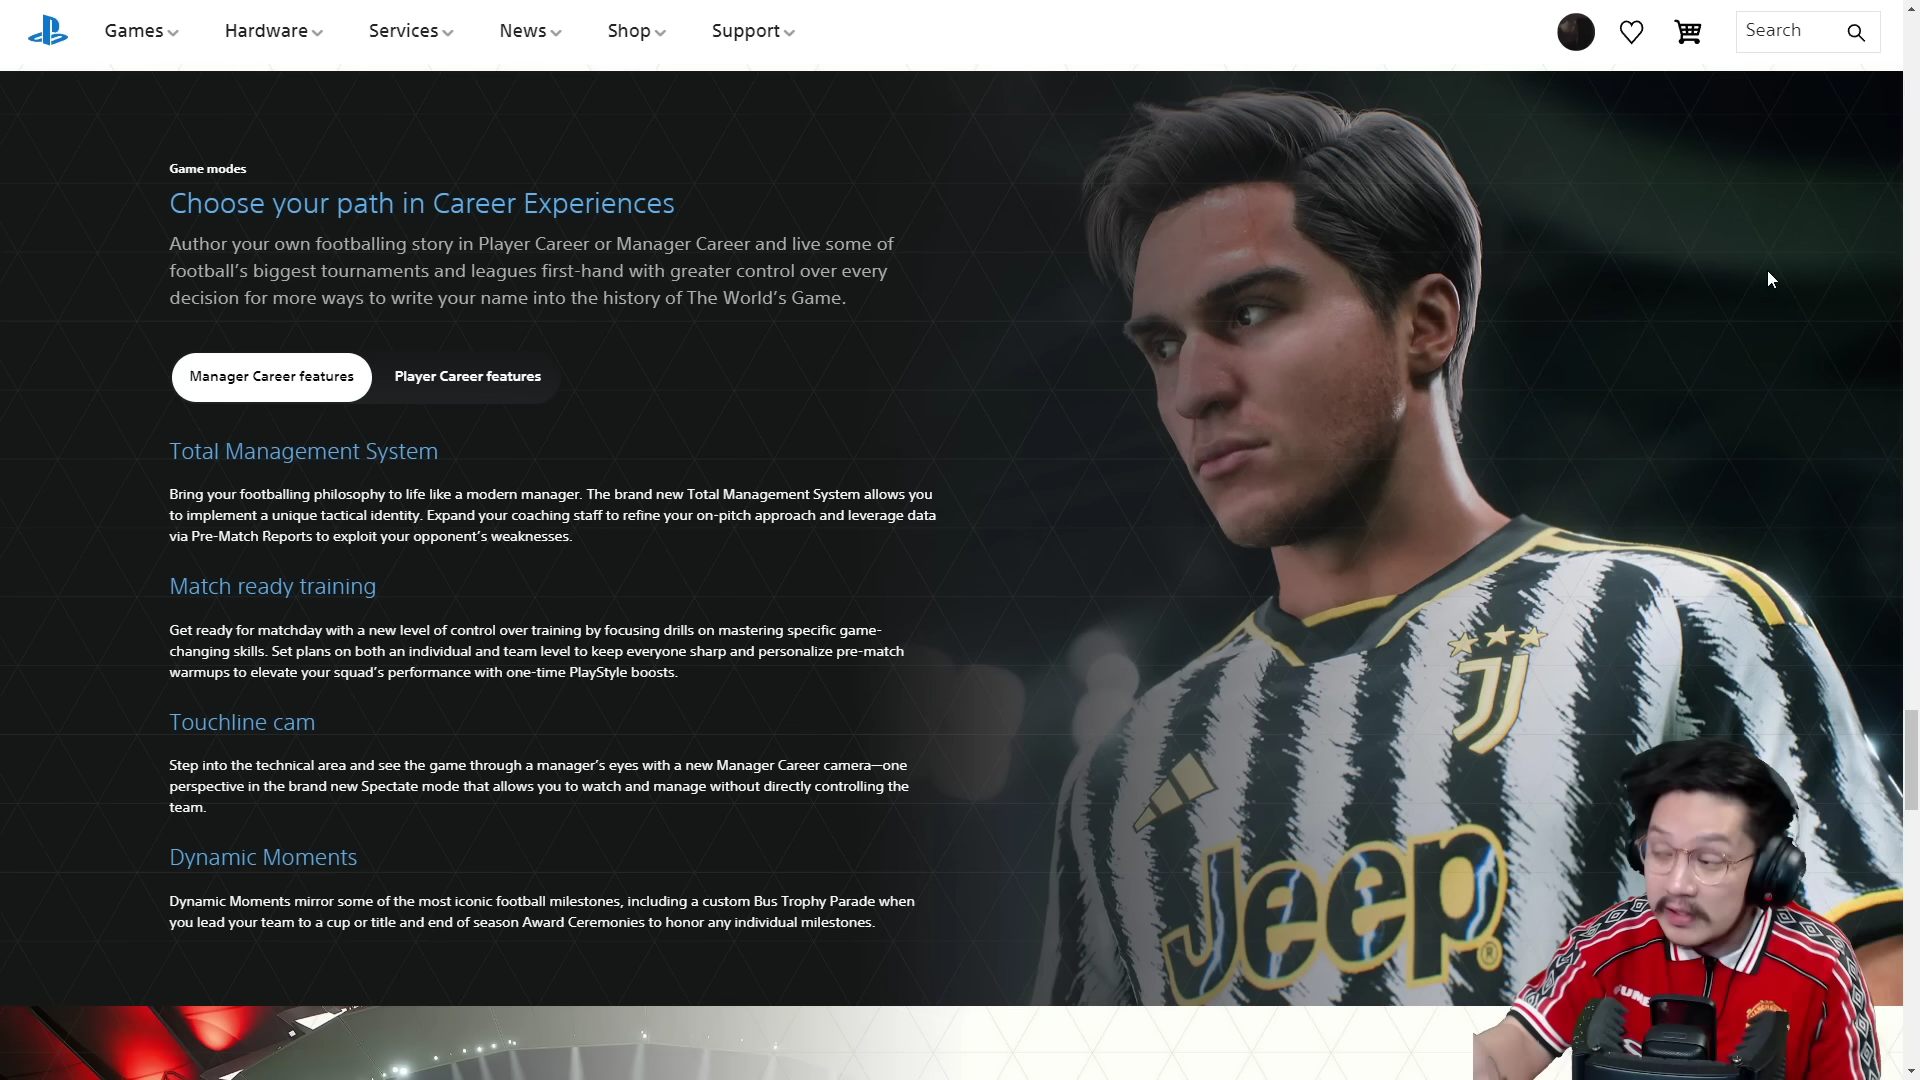 Games
Hardware
Services
News
Shop
Support
Search
Game modes
Choose your path in Career Experiences
Author your own footballing story in Player Career or Manager Career and live some of
football's biggest tournaments and leagues first-hand with greater control over every
decision for more ways to write your name into the history of The World's Game.
Manager Career features
Player Career features
Total Management System
Bring your footballing philosophy to life like a modern manager. The brand new Total Management System allows you
to implement a unique tactical identity. Expand your coaching staff to refine your on-pitch approach and leverage data
via Pre-Match Reports to exploit your opponent's weaknesses.
Match ready training
Get ready for matchday with a new level of control over training by focusing drills on mastering specific game-
changing skills. Set plans on both an individual and team level to keep everyone sharp and personalize pre-match
warmups to elevate your squad's performance with one-time PlayStyle boosts.
Touchline cam
Step into the technical area and see the game through a manager's eyes with a new Manager Career camera—one
perspective in the brand new Spectate mode that allows you to watch and manage without directly controlling the
team.
Dynamic Moments
Dynamic Moments mirror some of the most iconic football milestones, including a custom Bus Trophy Parade when
you lead your team to a cup or title and end of season Award Ceremonies to honor any individual milestones.
Jeep®